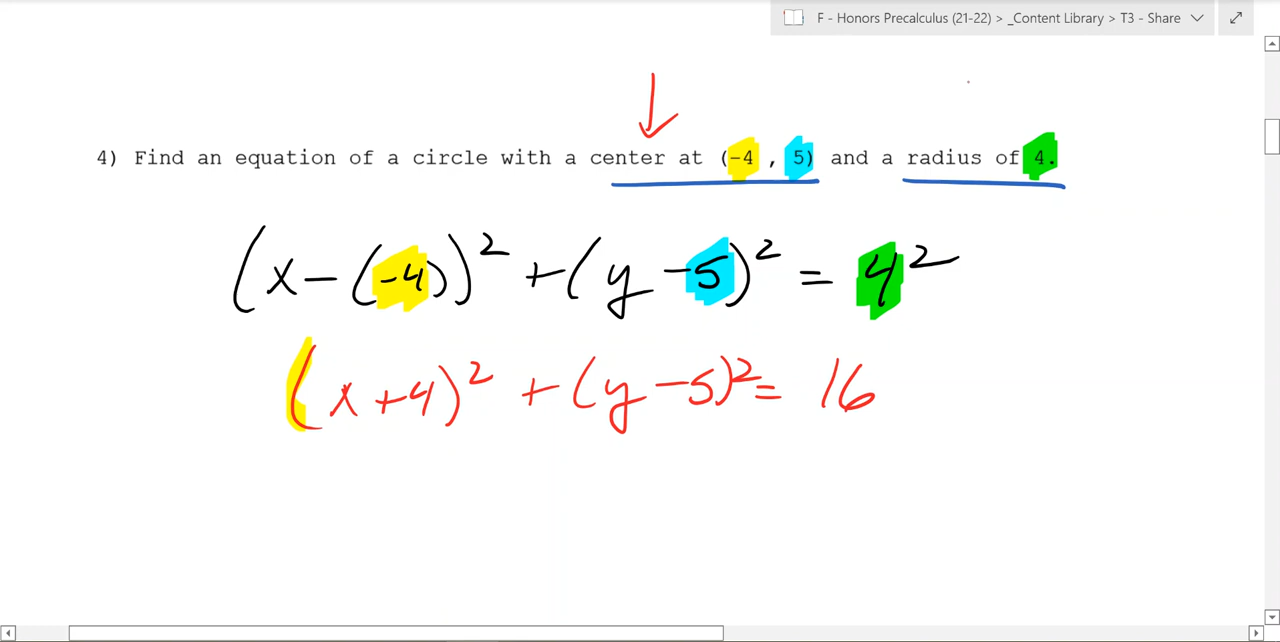 F - Honors Precalculus (21-22) > _Content Library > T3 - Share
4) Find an equation of a circle with a center at (-4 , 5) and a radius of 4.
(x-(-4))² + (y-5)² = 4²
(x+4)² + (y-5)² = 16